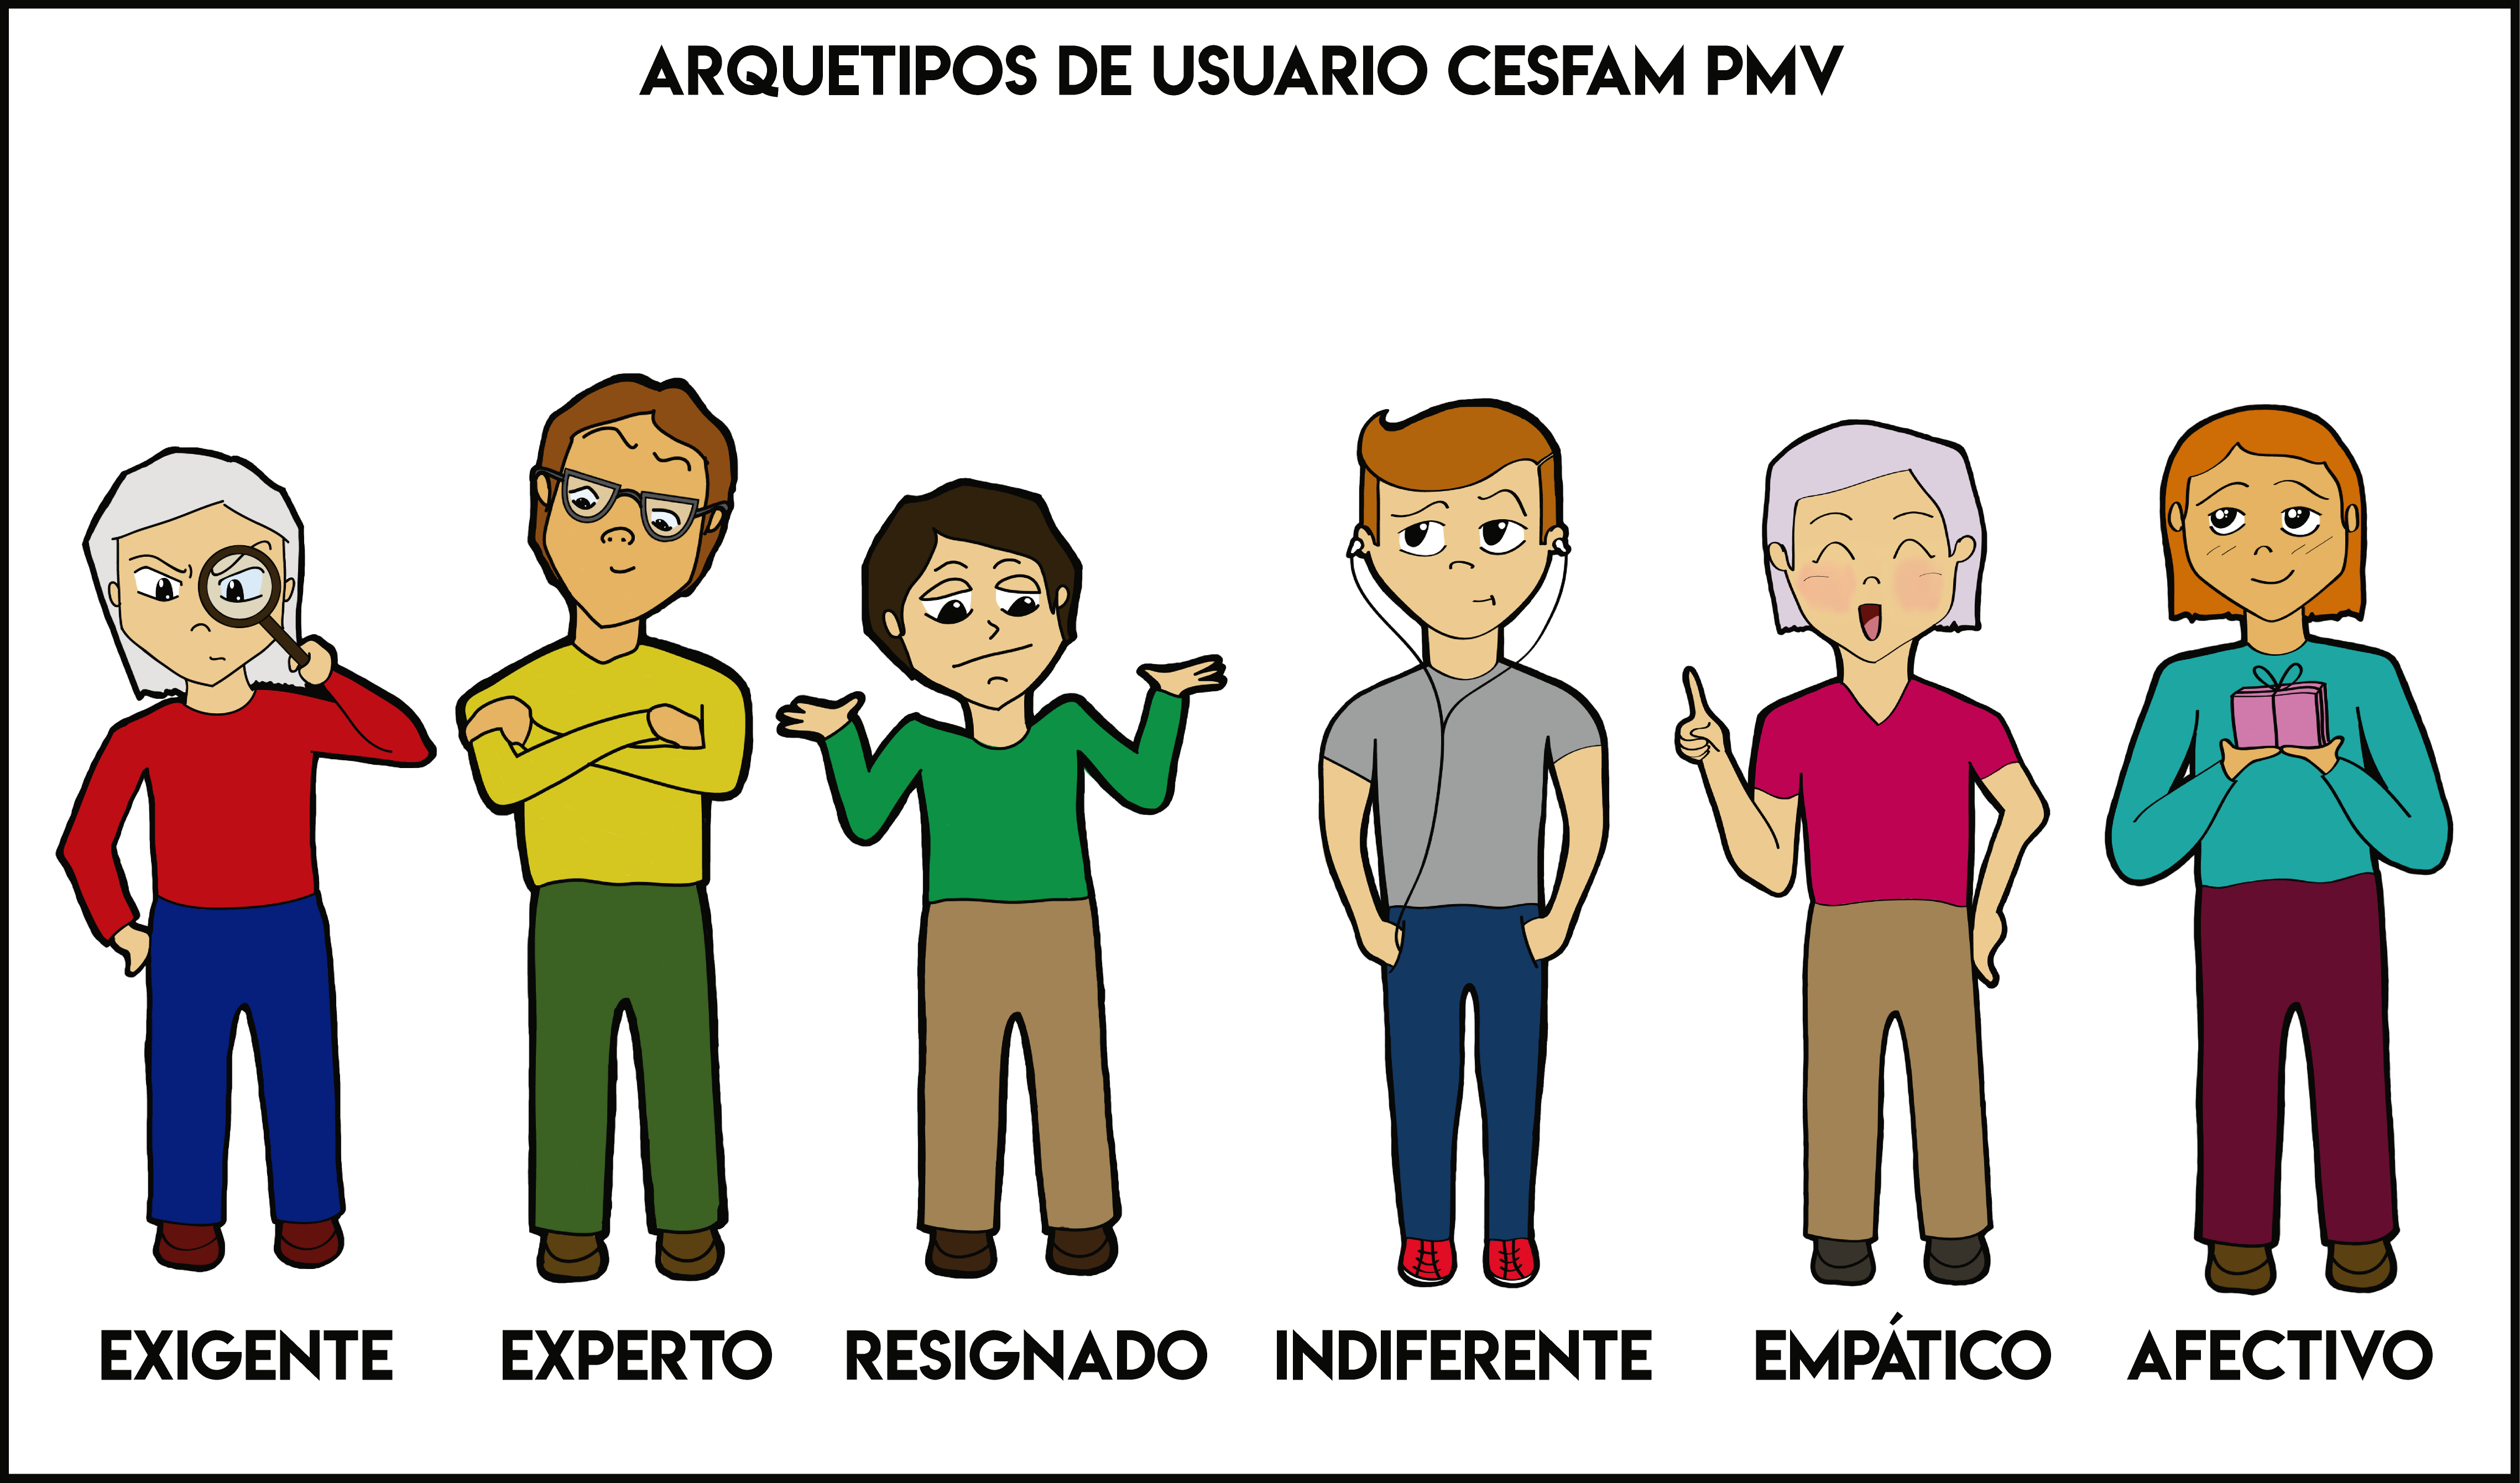 ARQUETIPOS DE USUARIO CESFAM PMV
EXIGENTE EXPERTO RESIGNADO INDIFERENTE EMPÁTICO AFECTIVO